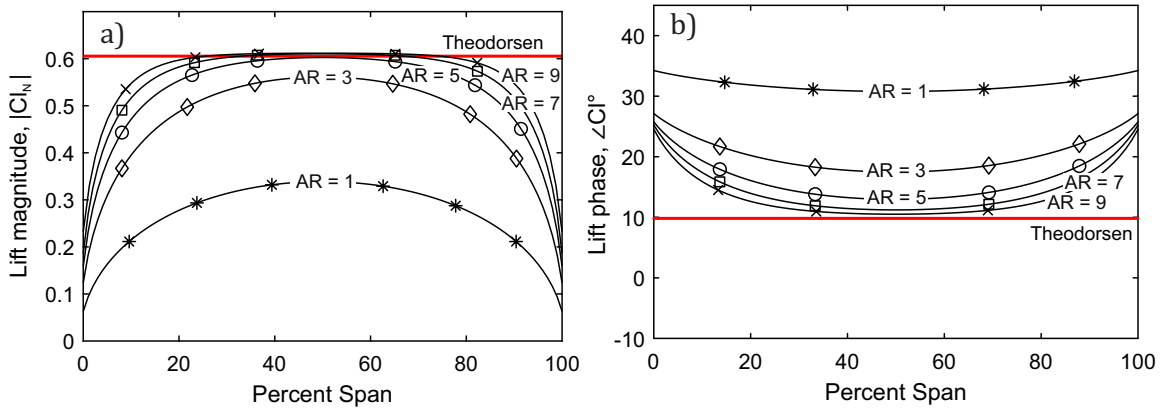 a)
Theodorsen
AR = 9
AR = 7
AR = 5
AR = 3
AR = 1
0.6
0.5
0.4
0.3
0.2
0.1
0
0
20
40
60
80
100
Lift magnitude, |Cl_N|
Percent Span
b)
AR = 1
AR = 3
AR = 5
AR = 7
AR = 9
Theodorsen
40
30
20
10
0
-10
0
20
40
60
80
100
Lift phase, ∠Cl°
Percent Span